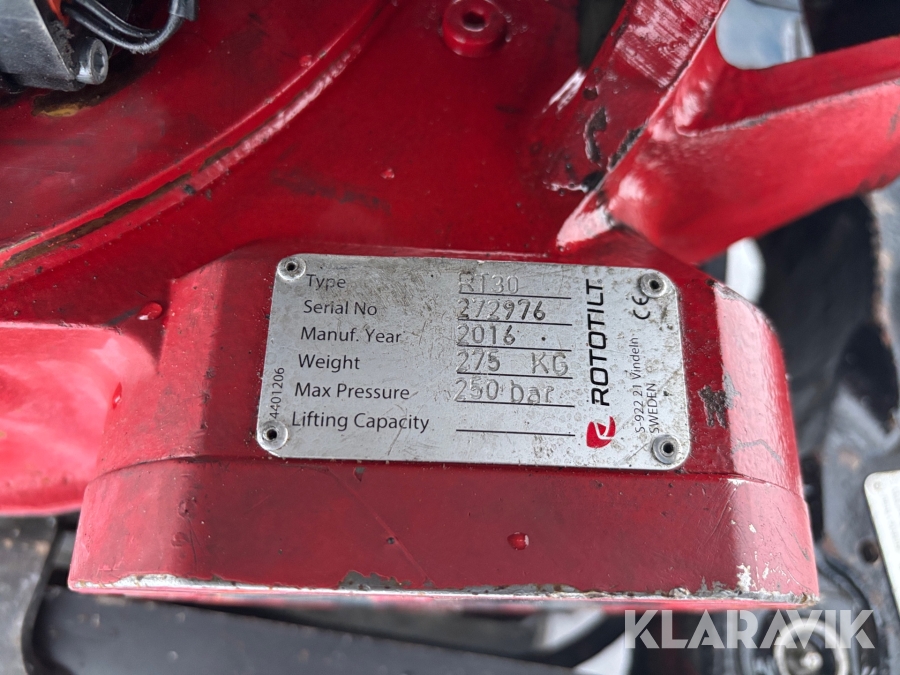 Type RT30
Serial No 272976
Manuf. Year 2016
Weight 275 KG
Max Pressure 250 bar
Lifting Capacity
4401206
ROTOTILT
CE
S-922 21 Vindeln
SWEDEN
KLARAVIK